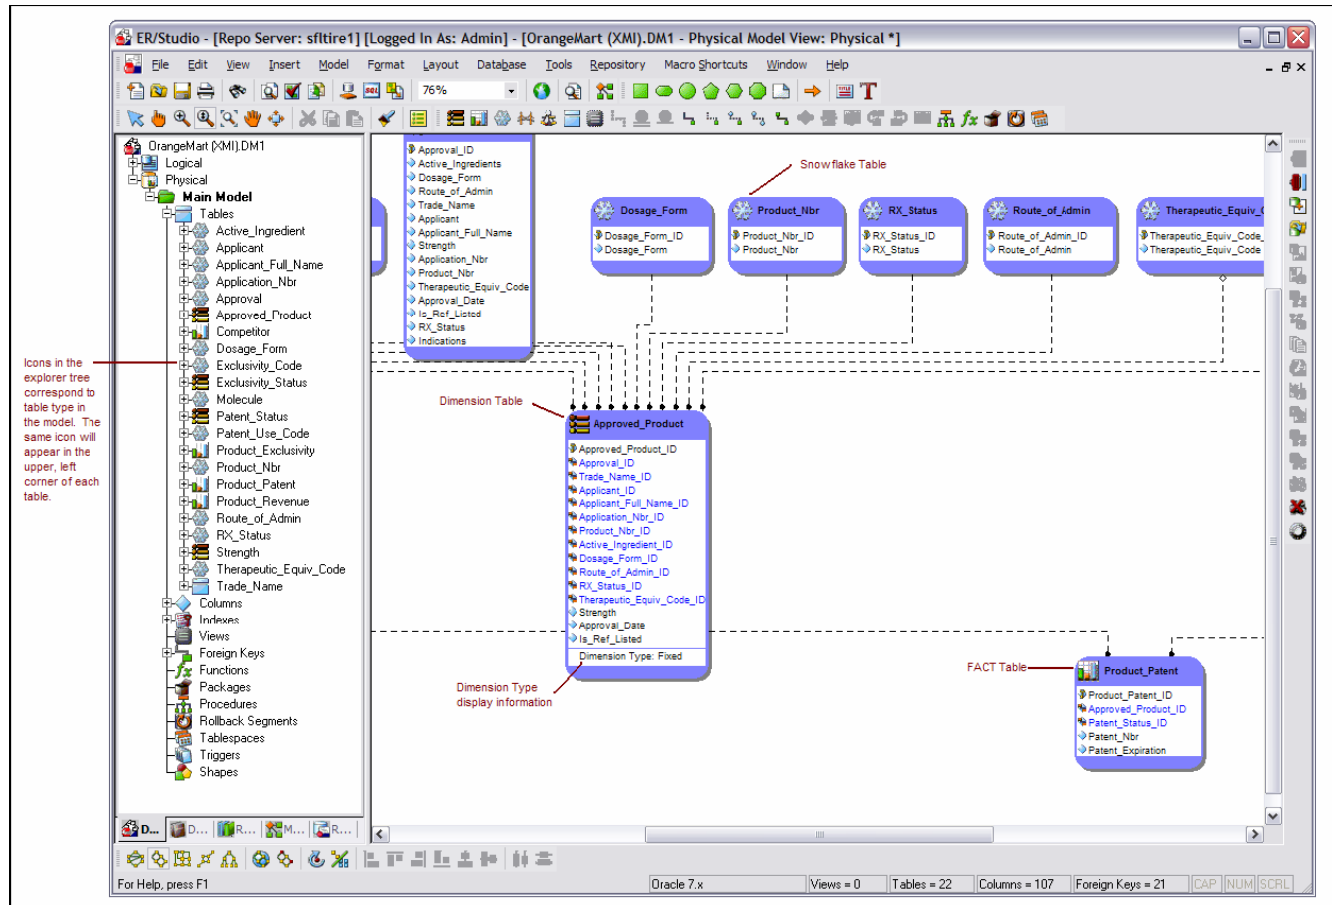 ER/Studio - [Repo Server: sfltire1] [Logged In As: Admin] - [OrangeMart (XMI).DM1 - Physical Model View: Physical *]
File Edit View Insert Model Format Layout Database Tools Repository Macro Shortcuts Window Help
76%
OrangeMart (XMI).DM1
Logical
Physical
Main Model
Tables
Active_Ingredient
Applicant
Applicant_Full_Name
Application_Nbr
Approval
Approved_Product
Competitor
Dosage_Form
Exclusivity_Code
Exclusivity_Status
Molecule
Patent_Status
Patent_Use_Code
Product_Exclusivity
Product_Nbr
Product_Patent
Product_Revenue
Route_of_Admin
RX_Status
Strength
Therapeutic_Equiv_Code
Trade_Name
Columns
Indexes
Views
Foreign Keys
Functions
Packages
Procedures
Rollback Segments
Tablespaces
Triggers
Shapes
D... D... R... M... R...
Icons in the
explorer tree
correspond to
table type in
the model. The
same icon will
appear in the
upper, left
corner of each
table.
Approval_ID
Active_Ingredients
Dosage_Form
Route_of_Admin
Trade_Name
Applicant
Applicant_Full_Name
Strength
Application_Nbr
Product_Nbr
Therapeutic_Equiv_Code
Approval_Date
Is_Ref_Listed
RX_Status
Indications
Snowflake Table
Dosage_Form
Dosage_Form_ID
Dosage_Form
Product_Nbr
Product_Nbr_ID
Product_Nbr
RX_Status
RX_Status_ID
RX_Status
Route_of_Admin
Route_of_Admin_ID
Route_of_Admin
Therapeutic_Equiv_C
Therapeutic_Equiv_Code_
Therapeutic_Equiv_Code
Dimension Table
Approved_Product
Approved_Product_ID
Approval_ID
Trade_Name_ID
Applicant_ID
Applicant_Full_Name_ID
Application_Nbr_ID
Product_Nbr_ID
Active_Ingredient_ID
Dosage_Form_ID
Route_of_Admin_ID
RX_Status_ID
Therapeutic_Equiv_Code_ID
Strength
Approval_Date
Is_Ref_Listed
Dimension Type: Fixed
Dimension Type
display information
FACT Table
Product_Patent
Product_Patent_ID
Approved_Product_ID
Patent_Status_ID
Patent_Nbr
Patent_Expiration
For Help, press F1
Oracle 7.x
Views = 0
Tables = 22
Columns = 107
Foreign Keys = 21
CAP NUM SCRL